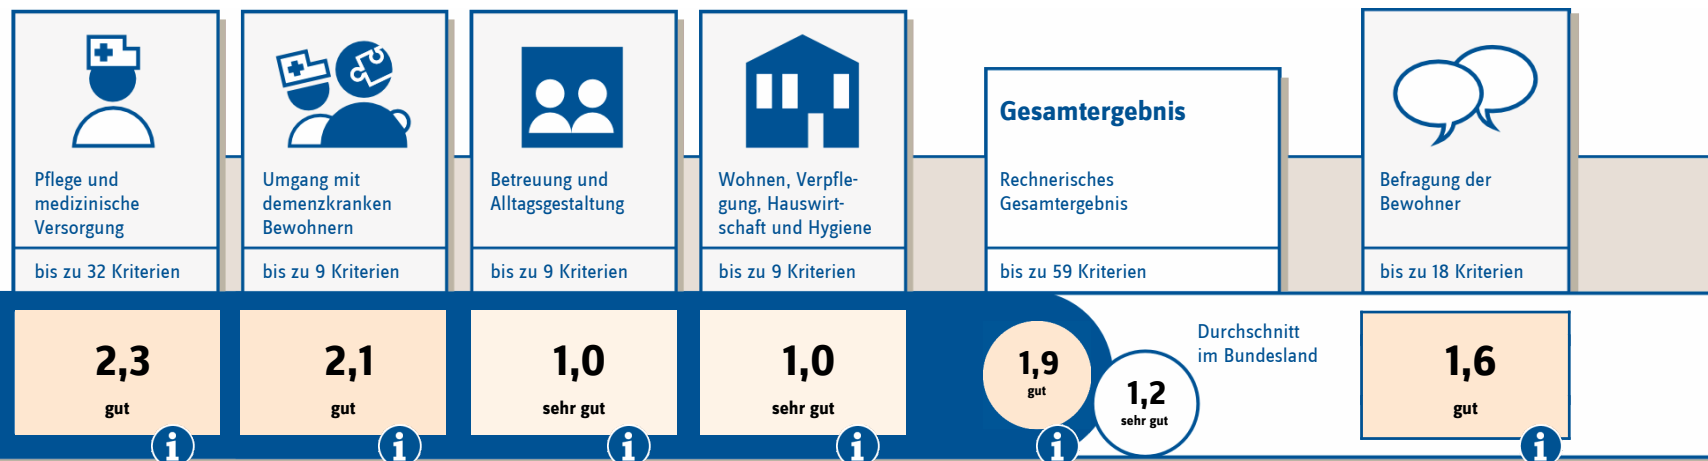 Pflege und
medizinische
Versorgung
bis zu 32 Kriterien
2,3
gut
Umgang mit
demenzkranken
Bewohnern
bis zu 9 Kriterien
2,1
gut
Betreuung und
Alltagsgestaltung
bis zu 9 Kriterien
1,0
sehr gut
Wohnen, Verpfle-
gung, Hauswirt-
schaft und Hygiene
bis zu 9 Kriterien
1,0
sehr gut
Gesamtergebnis
Rechnerisches
Gesamtergebnis
bis zu 59 Kriterien
1,9
gut
1,2
sehr gut
Durchschnitt
im Bundesland
Befragung der
Bewohner
bis zu 18 Kriterien
1,6
gut
i
i
i
i
i
i